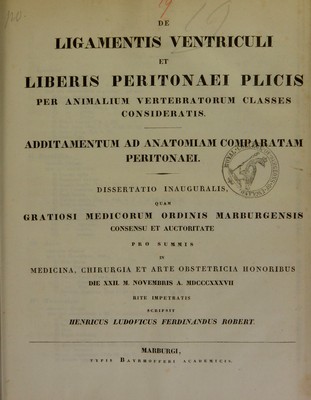 DE
LIGAMENTIS VENTRICULI
ET
LIBERIS PERITONAEI PLICIS
PER ANIMALIUM VERTEBRATORUM CLASSES
CONSIDERATIS.
ADDITAMENTUM AD ANATOMIAM COMPARATAM
PERITONAEI.
DISSERTATIO INAUGURALIS,
QUAM
GRATIOSI MEDICORUM ORDINIS MARBURGENSIS
CONSENSU ET AUCTORITATE
PRO SUMMIS
IN
MEDICINA, CHIRURGIA ET ARTE OBSTETRICIA HONORIBUS
DIE XXII. M. NOVEMBRIS A. MDCCCXXXVII
RITE IMPETRATIS
SCRIPSIT
HENRICUS LUDOVICUS FERDINANDUS ROBERT.
MARBURGI,
TYPIS BAYRHOFFERI ACADEMICIS.